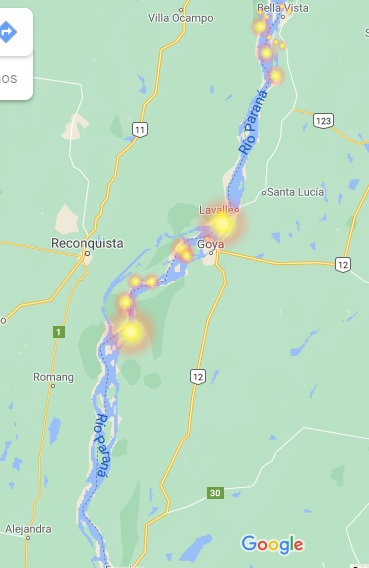 Bella Vista
Villa Ocampo
os
11
123
Río Paraná
Santa Lucía
Lavalle
Reconquista
Goya
12
1
Romang
12
Río Paraná
30
Alejandra
Google